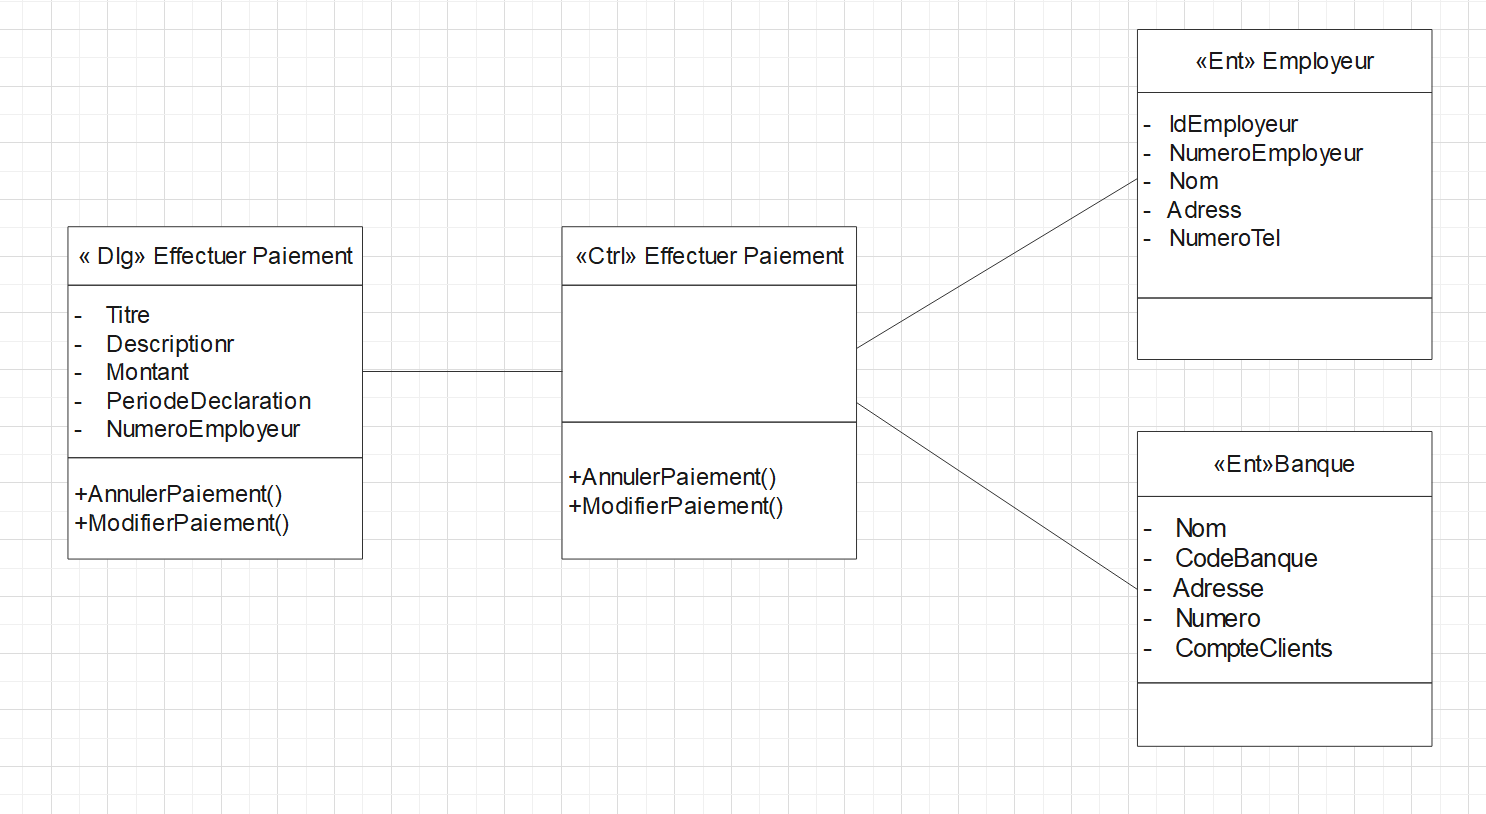 « Dlg» Effectuer Paiement
- Titre
- Descriptionr
- Montant
- PeriodeDeclaration
- NumeroEmployeur
+AnnulerPaiement()
+ModifierPaiement()
«Ctrl» Effectuer Paiement
+AnnulerPaiement()
+ModifierPaiement()
«Ent» Employeur
- IdEmployeur
- NumeroEmployeur
- Nom
- Adress
- NumeroTel
«Ent»Banque
- Nom
- CodeBanque
- Adresse
- Numero
- CompteClients